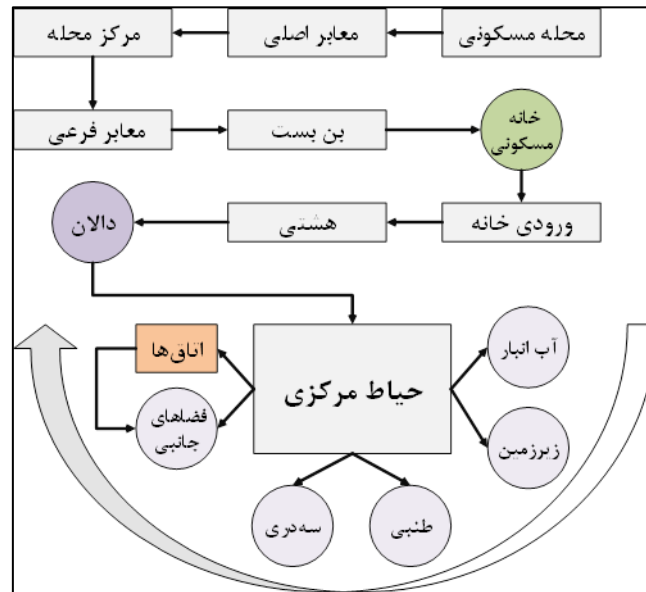 محله مسکونی
معابر اصلی
مرکز محله
خانه
مسکونی
بن بست
معابر فرعی
ورودی خانه
هشتی
دالان
آب انبار
حیاط مرکزی
اتاق‌ها
فضاهای
جانبی
زیرزمین
طنبی
سه‌دری